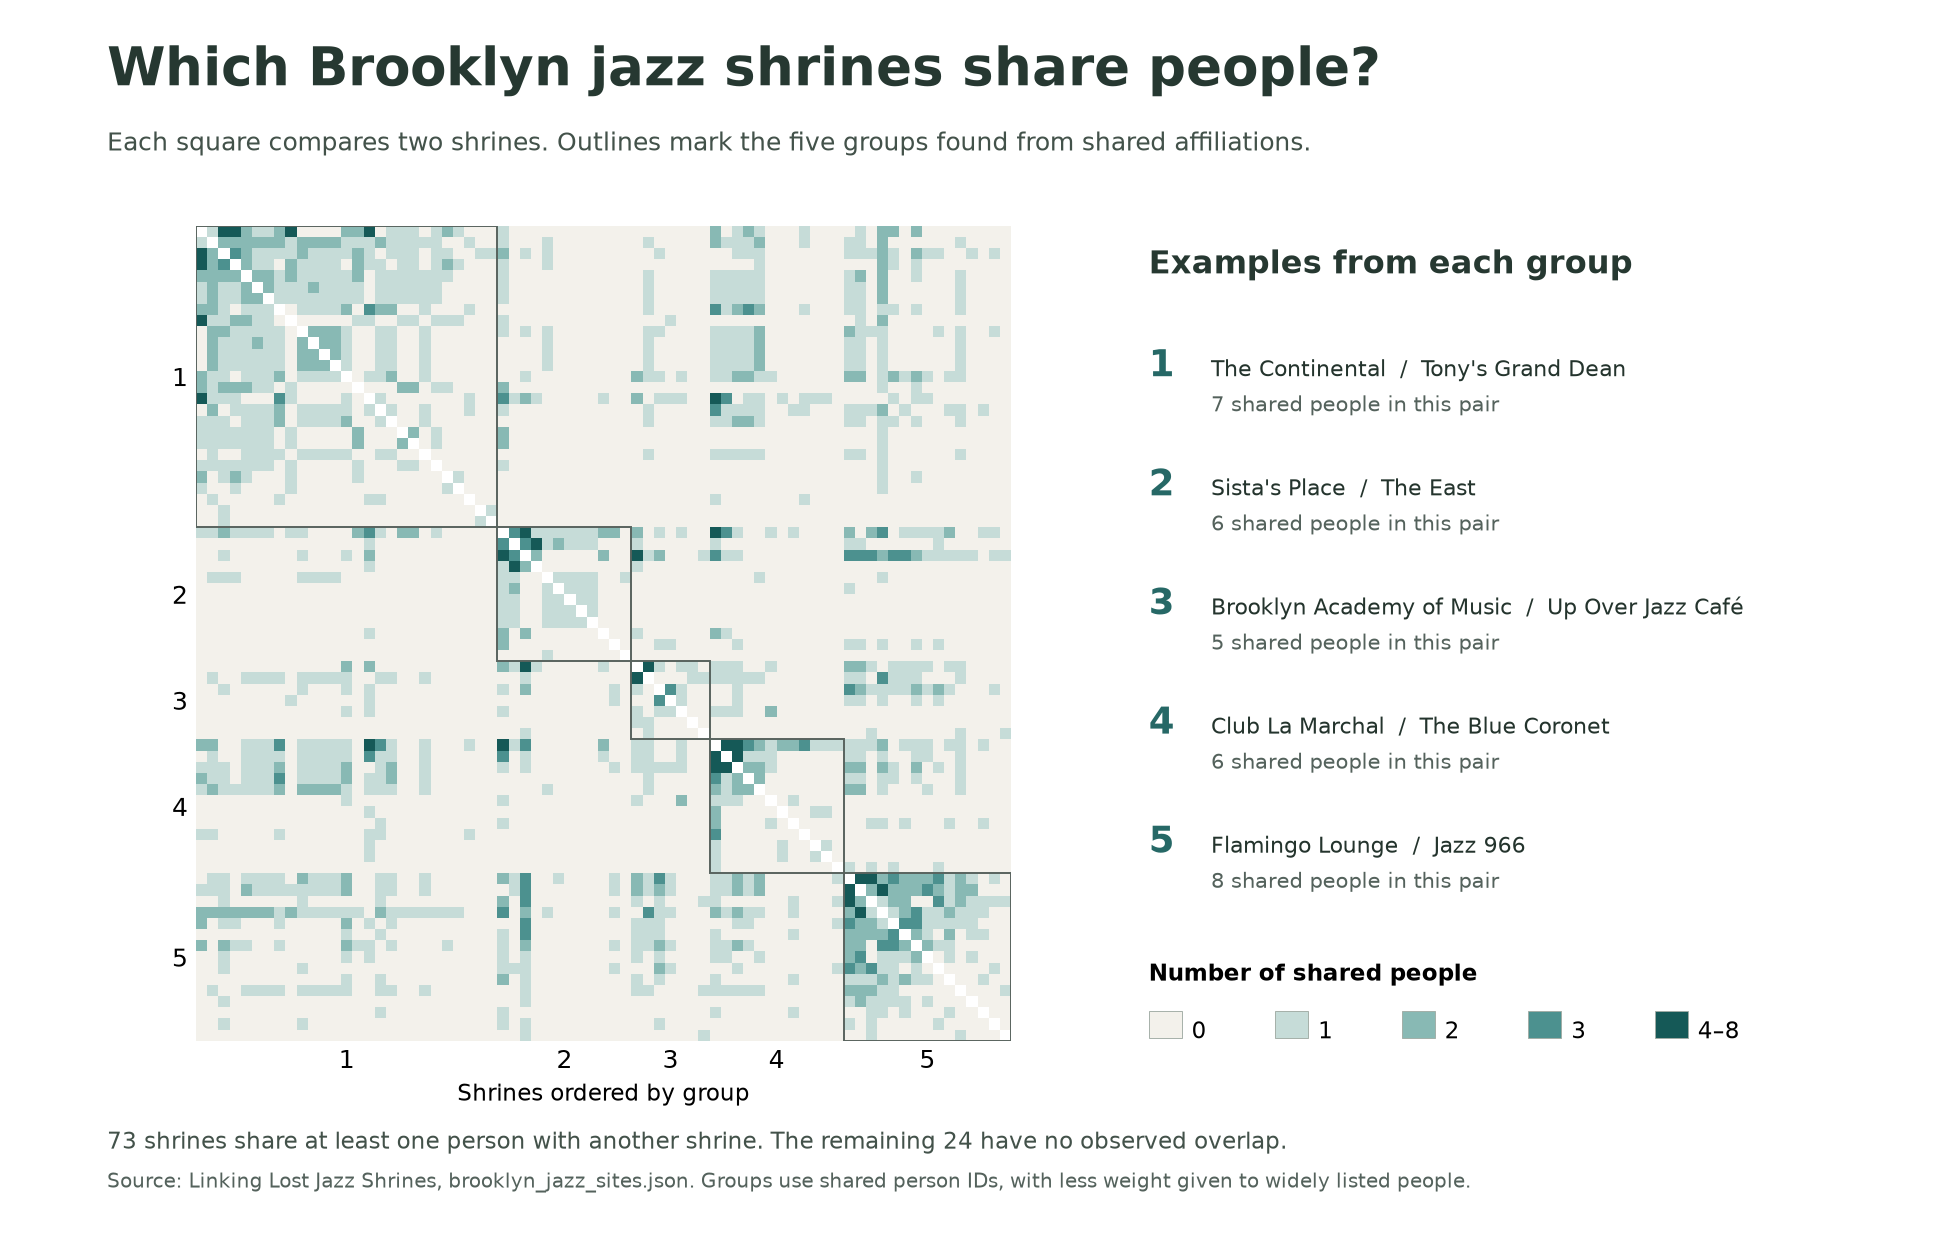 Which Brooklyn jazz shrines share people?
Each square compares two shrines. Outlines mark the five groups found from shared affiliations.
1
2
3
4
5
1 2 3 4 5
Shrines ordered by group
Examples from each group
1 The Continental / Tony's Grand Dean
7 shared people in this pair
2 Sista's Place / The East
6 shared people in this pair
3 Brooklyn Academy of Music / Up Over Jazz Café
5 shared people in this pair
4 Club La Marchal / The Blue Coronet
6 shared people in this pair
5 Flamingo Lounge / Jazz 966
8 shared people in this pair
Number of shared people
0 1 2 3 4–8
73 shrines share at least one person with another shrine. The remaining 24 have no observed overlap.
Source: Linking Lost Jazz Shrines, brooklyn_jazz_sites.json. Groups use shared person IDs, with less weight given to widely listed people.